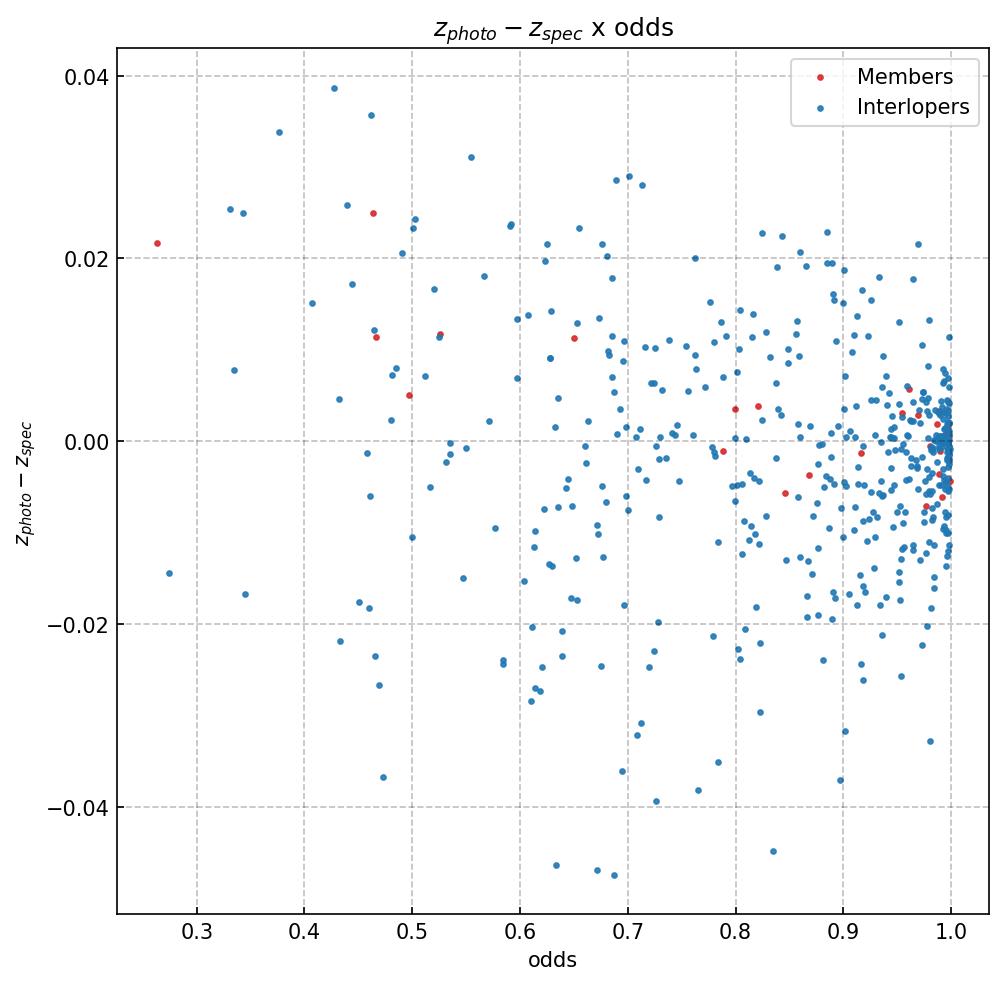 z_photo − z_spec x odds
Members
Interlopers
0.04
0.02
0.00
−0.02
−0.04
z_photo − z_spec
0.3 0.4 0.5 0.6 0.7 0.8 0.9 1.0
odds